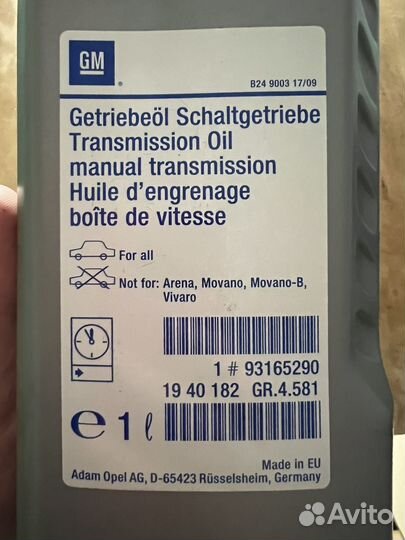 GM
B24 9003 17/09
Getriebeöl Schaltgetriebe
Transmission Oil
manual transmission
Huile d'engrenage
boîte de vitesse
For all
Not for: Arena, Movano, Movano-B,
Vivaro
1 # 93165290
19 40 182 GR.4.581
e 1 ℓ
Made in EU
Adam Opel AG, D-65423 Rüsselsheim, Germany
Avito